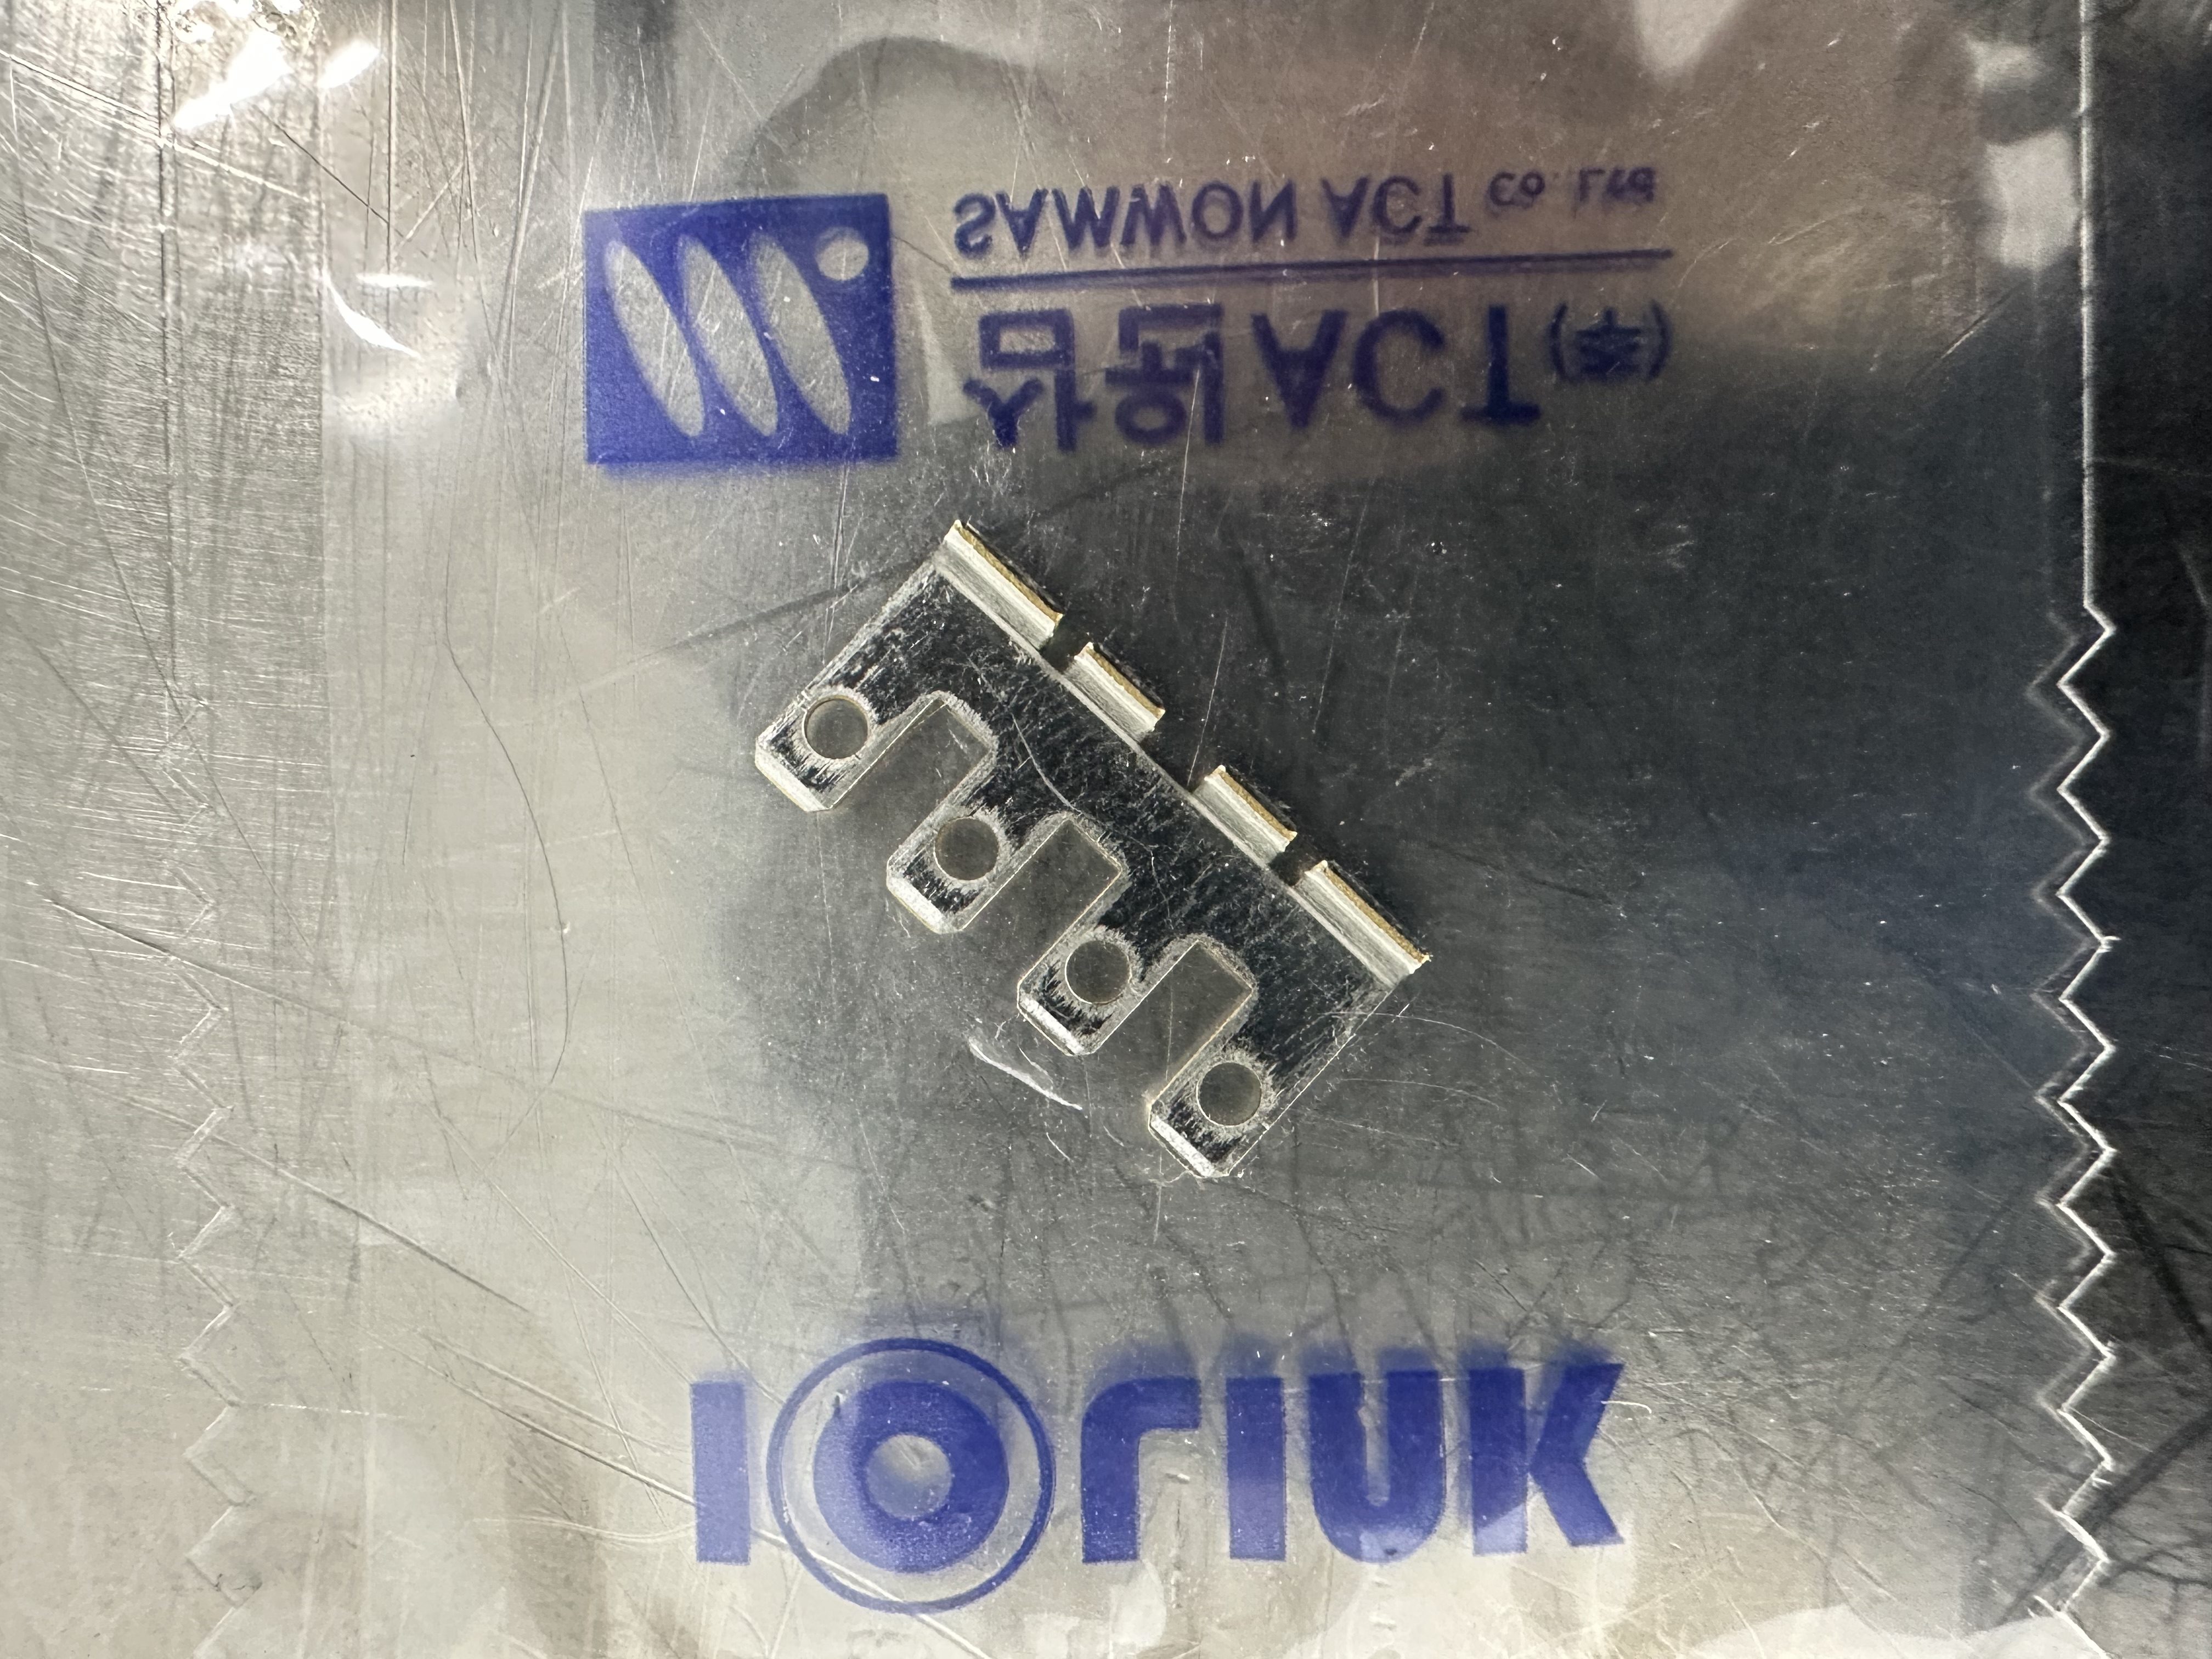 IOLInK
삼원ACT(주)
SAMWON ACT Co. Ltd